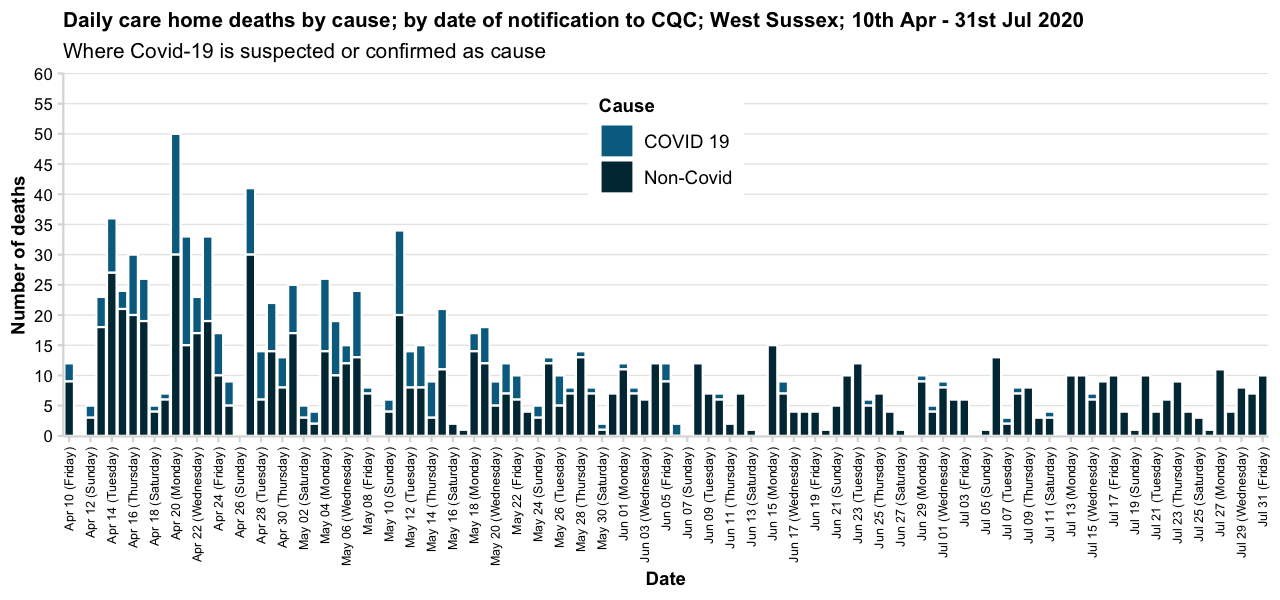 Daily care home deaths by cause; by date of notification to CQC; West Sussex; 10th Apr - 31st Jul 2020
Where Covid-19 is suspected or confirmed as cause
Number of deaths
60
55
50
45
40
35
30
25
20
15
10
5
0
Cause
COVID 19
Non-Covid
Apr 10 (Friday)
Apr 12 (Sunday)
Apr 14 (Tuesday)
Apr 16 (Thursday)
Apr 18 (Saturday)
Apr 20 (Monday)
Apr 22 (Wednesday)
Apr 24 (Friday)
Apr 26 (Sunday)
Apr 28 (Tuesday)
Apr 30 (Thursday)
May 02 (Saturday)
May 04 (Monday)
May 06 (Wednesday)
May 08 (Friday)
May 10 (Sunday)
May 12 (Tuesday)
May 14 (Thursday)
May 16 (Saturday)
May 18 (Monday)
May 20 (Wednesday)
May 22 (Friday)
May 24 (Sunday)
May 26 (Tuesday)
May 28 (Thursday)
May 30 (Saturday)
Jun 01 (Monday)
Jun 03 (Wednesday)
Jun 05 (Friday)
Jun 07 (Sunday)
Jun 09 (Tuesday)
Jun 11 (Thursday)
Jun 13 (Saturday)
Jun 15 (Monday)
Jun 17 (Wednesday)
Jun 19 (Friday)
Jun 21 (Sunday)
Jun 23 (Tuesday)
Jun 25 (Thursday)
Jun 27 (Saturday)
Jun 29 (Monday)
Jul 01 (Wednesday)
Jul 03 (Friday)
Jul 05 (Sunday)
Jul 07 (Tuesday)
Jul 09 (Thursday)
Jul 11 (Saturday)
Jul 13 (Monday)
Jul 15 (Wednesday)
Jul 17 (Friday)
Jul 19 (Sunday)
Jul 21 (Tuesday)
Jul 23 (Thursday)
Jul 25 (Saturday)
Jul 27 (Monday)
Jul 29 (Wednesday)
Jul 31 (Friday)
Date